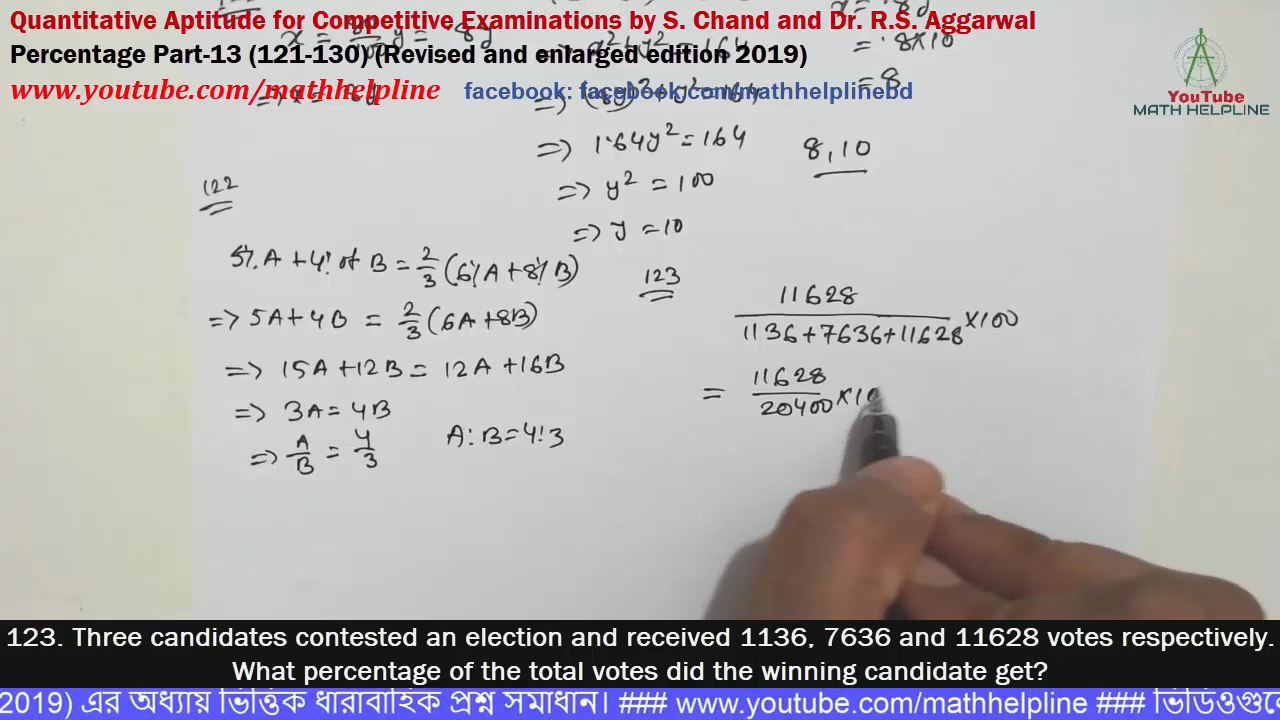 Quantitative Aptitude for Competitive Examinations by S. Chand and Dr. R.S. Aggarwal
Percentage Part-13 (121-130) (Revised and enlarged edition 2019)
www.youtube.com/mathhelpline facebook: facebook.com/mathhelplinebd
YouTube
MATH HELPLINE
= .8×10
= 8
=> 1.64y² = 164
=> y² = 100
=> y = 10
8,10
122
5% A + 4% of B = 2/3 (6% A + 8% B)
=> 5A + 4B = 2/3 (6A + 8B)
=> 15A + 12B = 12A + 16B
=> 3A = 4B
=> A/B = 4/3
A : B = 4 : 3
123
11628 / 1136 + 7636 + 11628 × 100
= 11628 / 20400 × 10
123. Three candidates contested an election and received 1136, 7636 and 11628 votes respectively.
What percentage of the total votes did the winning candidate get?
2019) এর অধ্যায় ভিত্তিক ধারাবাহিক প্রশ্ন সমাধান। ### www.youtube.com/mathhelpline ###